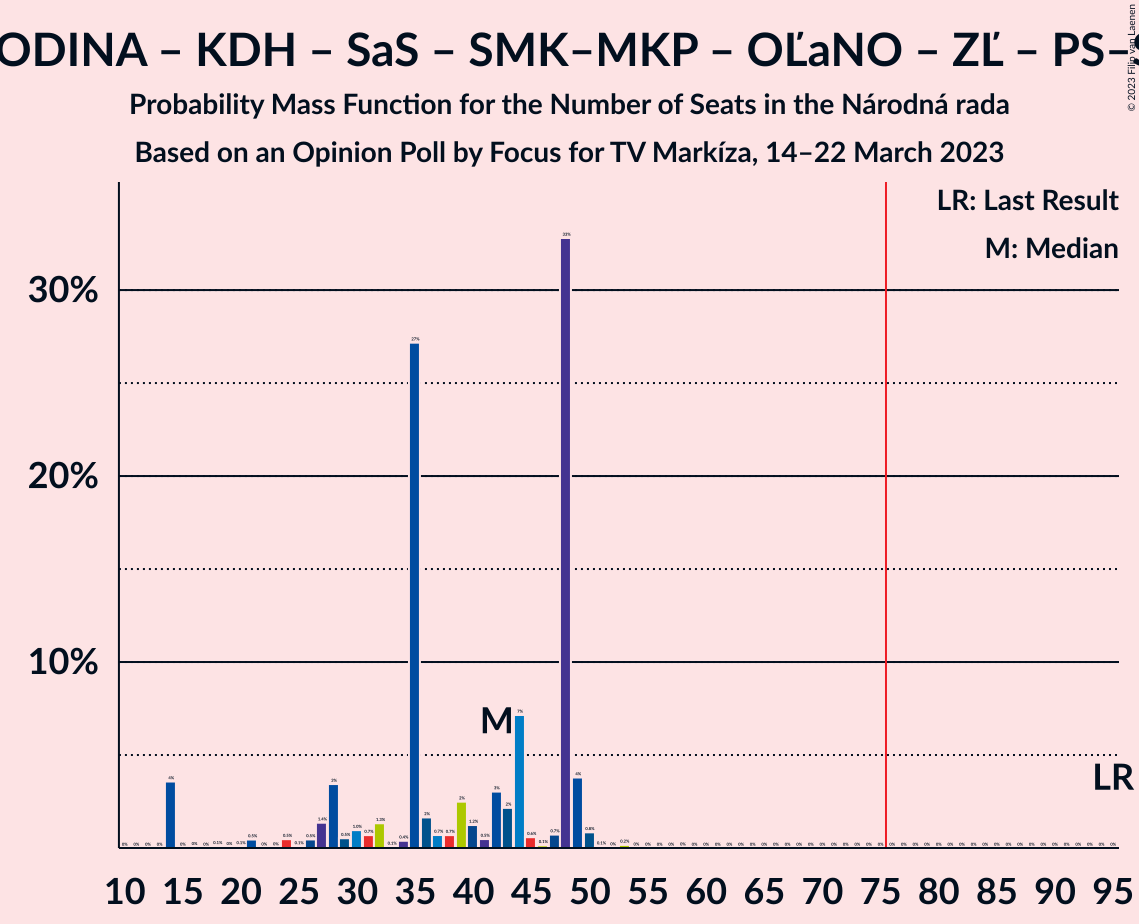 ODINA – KDH – SaS – SMK–MKP – OĽaNO – ZĽ – PS–S
Probability Mass Function for the Number of Seats in the Národná rada
Based on an Opinion Poll by Focus for TV Markíza, 14–22 March 2023
© 2023 Filip van Laenen
LR: Last Result
M: Median
30%
20%
10%
M
LR
10 15 20 25 30 35 40 45 50 55 60 65 70 75 80 85 90 95